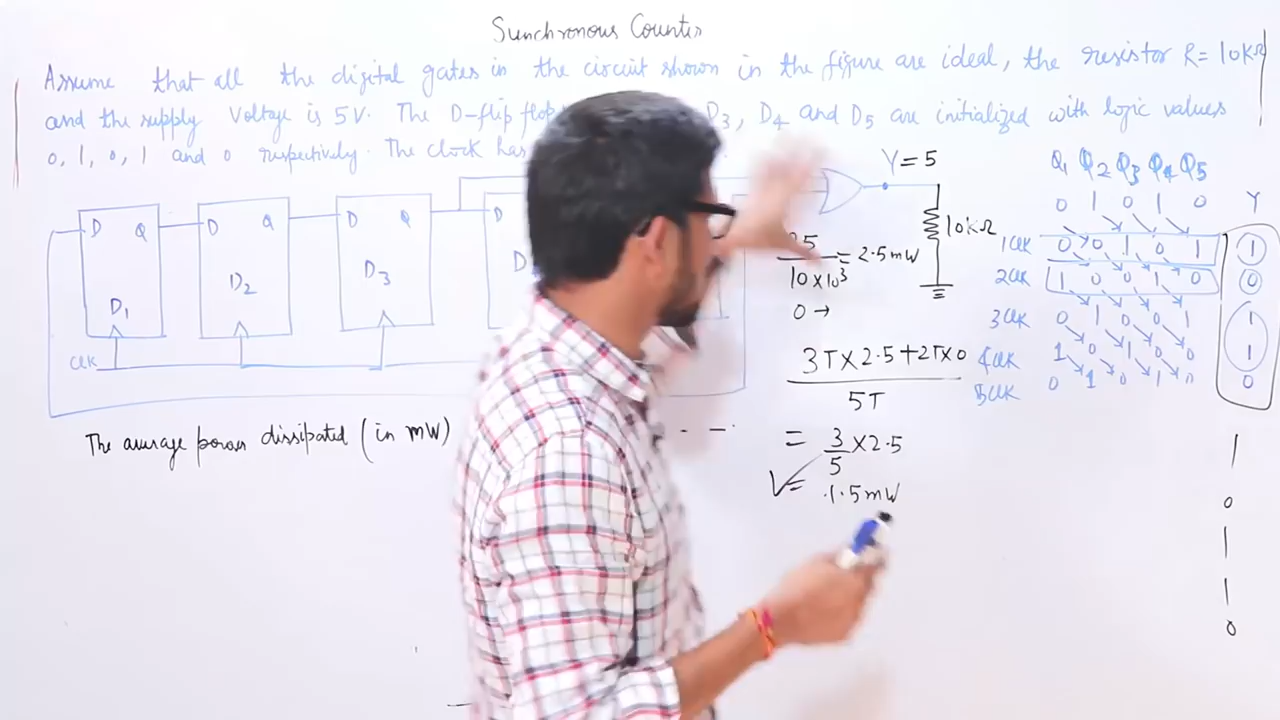 Sunchronous Counter
Assume that all the digital gates in the circuit shown in the figure are ideal, the resistor R = 10kΩ
and the supply voltage is 5V. The D-flip flops D3, D4 and D5 are initialized with logic values
0, 1, 0, 1 and 0 respectively. The clock has
Y = 5
Q1 Q2 Q3 Q4 Q5
0 1 0 1 0 Y
D Q D Q D Q D
10kΩ
1CLK 0 0 1 0 1 1
25
10×10³ = 2.5mW
2CLK 1 0 0 1 0 0
D1 D2 D3 D
0 →
3CLK 0 1 0 0 1 1
CLK
3T×2.5+2T×0
4CLK 1 0 1 0 0 1
5T
5CLK 0 1 0 1 0 0
The average power dissipated (in mW)
= 3/5 ×2.5
= 1.5mW
1
0
1
1
0